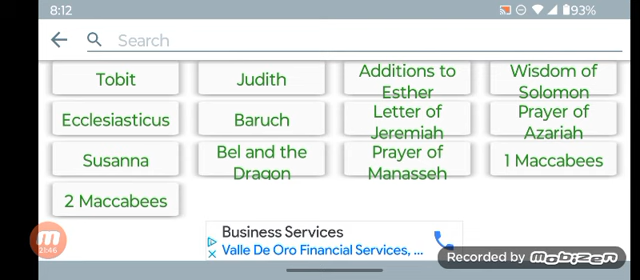 8:12
93%
Search
Tobit
Judith
Additions to
Esther
Wisdom of
Solomon
Ecclesiasticus
Baruch
Letter of
Jeremiah
Prayer of
Azariah
Susanna
Bel and the
Dragon
Prayer of
Manasseh
1 Maccabees
2 Maccabees
21:46
Business Services
Valle De Oro Financial Services, ...
Recorded by mobizen